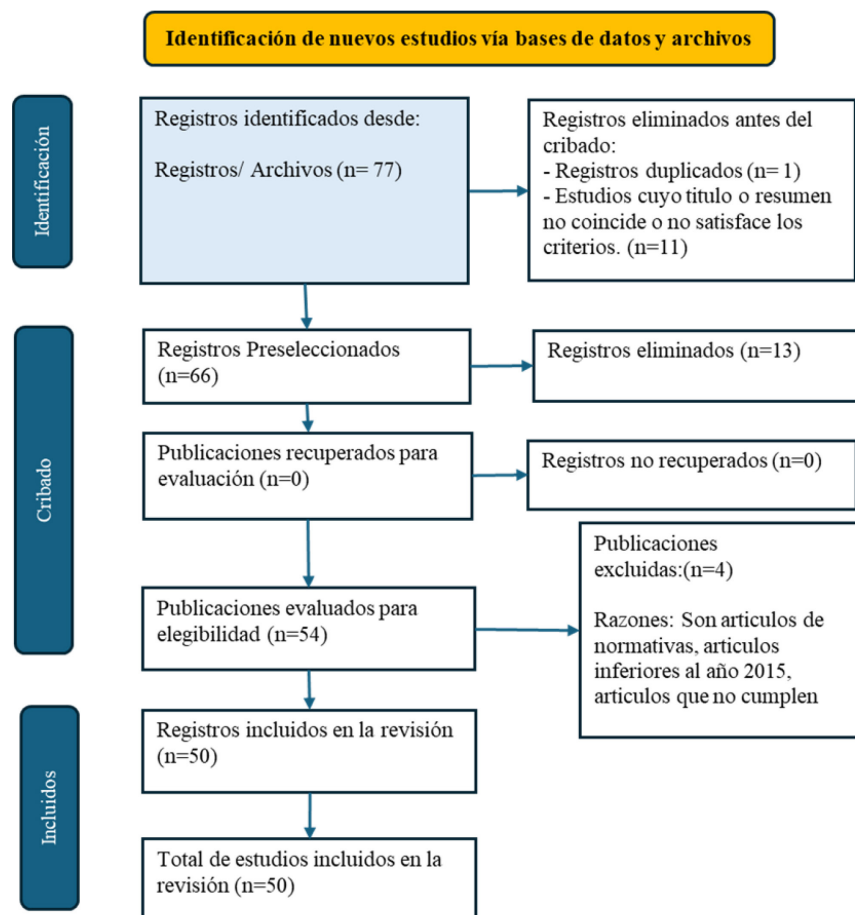 Identificación de nuevos estudios vía bases de datos y archivos
Identificación
Registros identificados desde:
Registros/ Archivos (n= 77)
Registros eliminados antes del
cribado:
- Registros duplicados (n= 1)
- Estudios cuyo titulo o resumen
no coincide o no satisface los
criterios. (n=11)
Cribado
Registros Preseleccionados
(n=66)
Registros eliminados (n=13)
Publicaciones recuperados para
evaluación (n=0)
Registros no recuperados (n=0)
Publicaciones evaluados para
elegibilidad (n=54)
Publicaciones
excluidas:(n=4)
Razones: Son articulos de
normativas, articulos
inferiores al año 2015,
articulos que no cumplen
Incluidos
Registros incluidos en la revisión
(n=50)
Total de estudios incluidos en la
revisión (n=50)